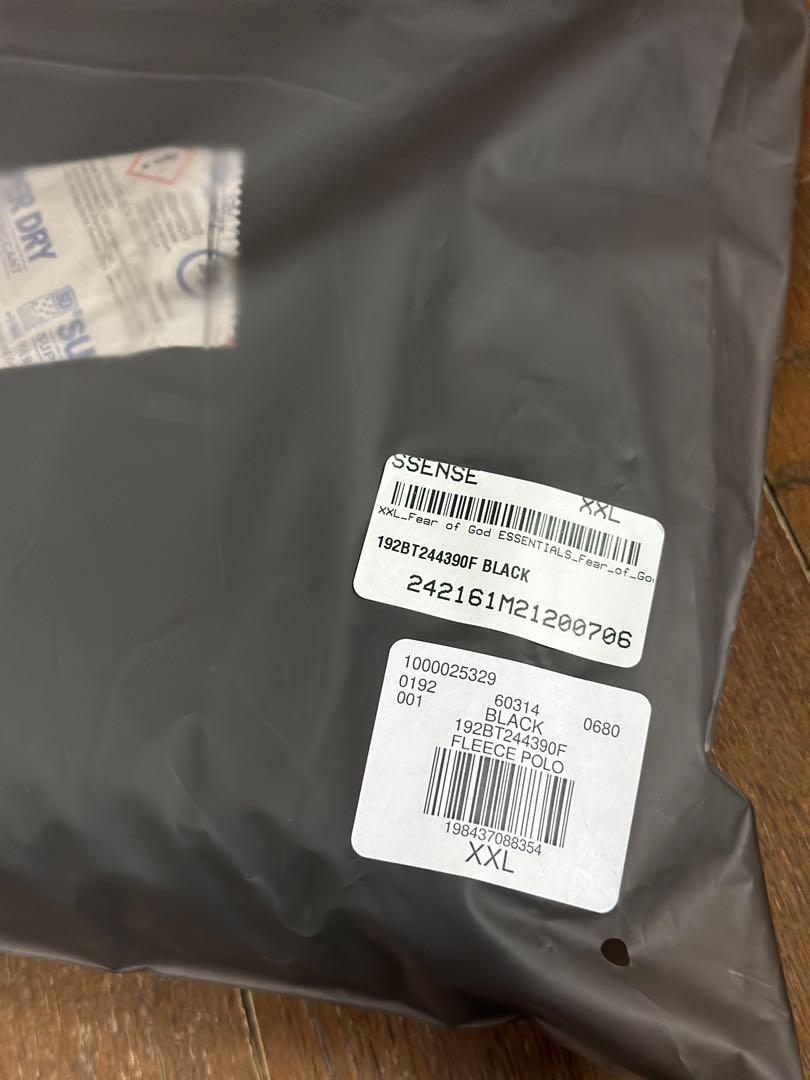 DRY
SSENSE
XXL
XXL_Fear of God ESSENTIALS_Fear_of_Go
192BT244390F BLACK
242161M21200706
1000025329
0192 60314
001 BLACK 0680
192BT244390F
FLEECE POLO
198437088354
XXL